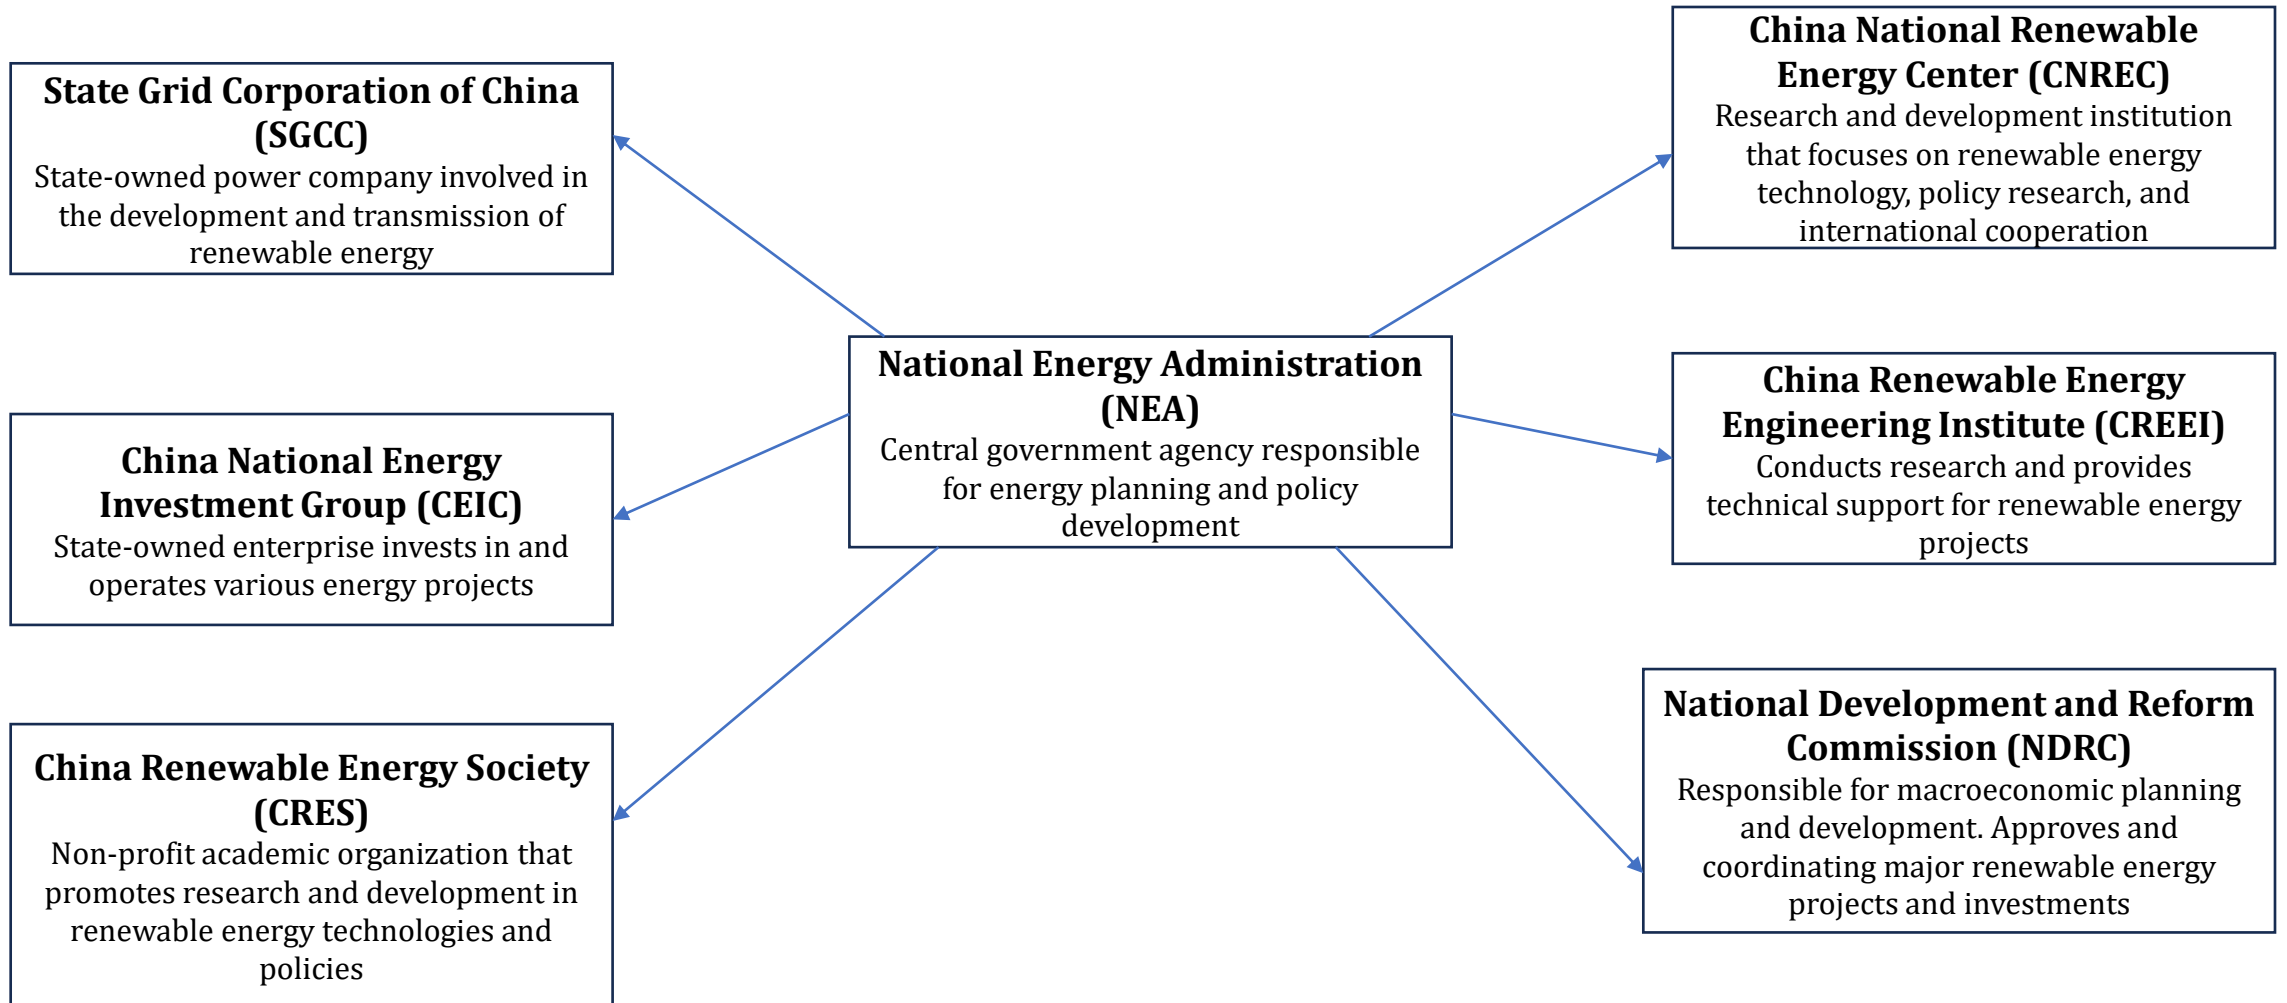 State Grid Corporation of China
(SGCC)
State-owned power company involved in
the development and transmission of
renewable energy
China National Energy
Investment Group (CEIC)
State-owned enterprise invests in and
operates various energy projects
China Renewable Energy Society
(CRES)
Non-profit academic organization that
promotes research and development in
renewable energy technologies and
policies
National Energy Administration
(NEA)
Central government agency responsible
for energy planning and policy
development
China National Renewable
Energy Center (CNREC)
Research and development institution
that focuses on renewable energy
technology, policy research, and
international cooperation
China Renewable Energy
Engineering Institute (CREEI)
Conducts research and provides
technical support for renewable energy
projects
National Development and Reform
Commission (NDRC)
Responsible for macroeconomic planning
and development. Approves and
coordinating major renewable energy
projects and investments